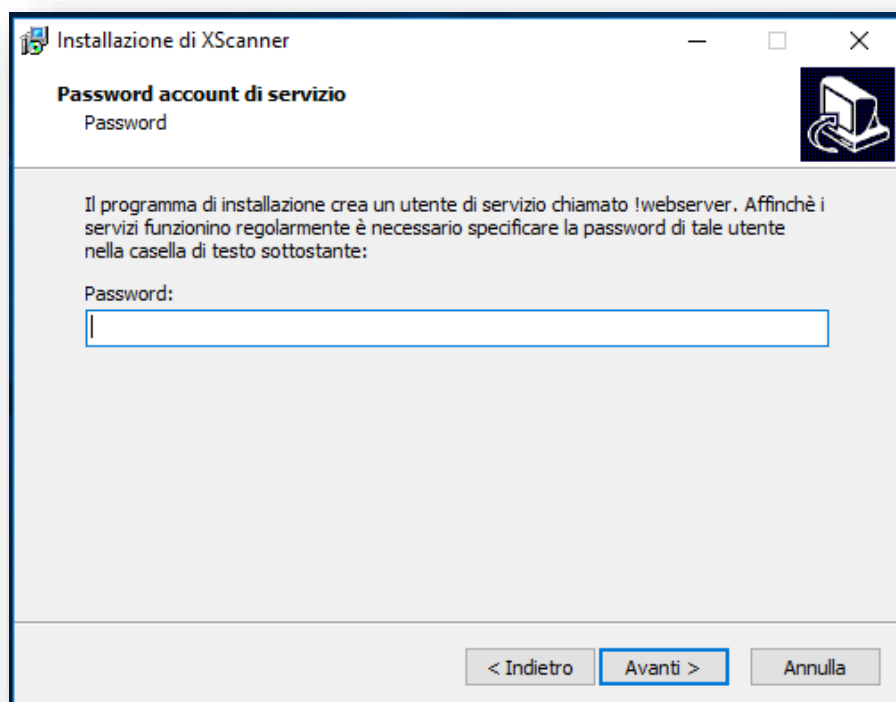 Installazione di XScanner
Password account di servizio
Password
Il programma di installazione crea un utente di servizio chiamato !webserver. Affinchè i
servizi funzionino regolarmente è necessario specificare la password di tale utente
nella casella di testo sottostante:
Password:
< Indietro
Avanti >
Annulla